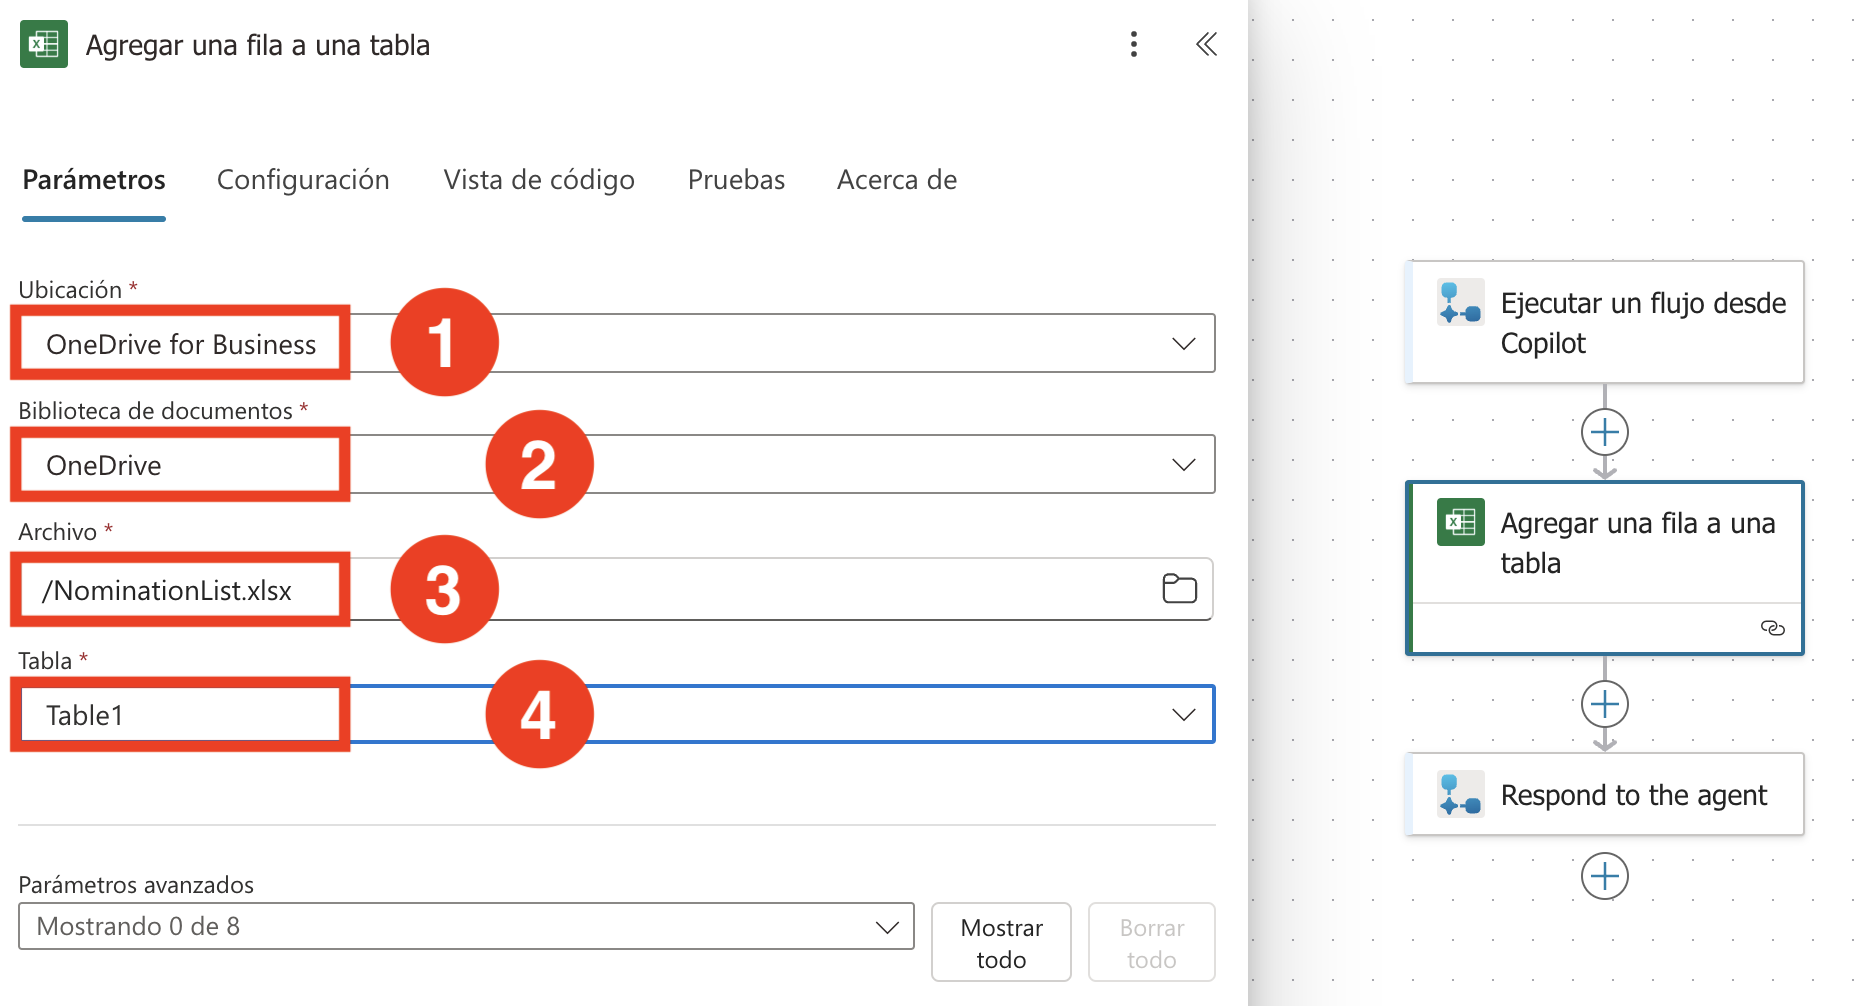 Agregar una fila a una tabla
Parámetros
Configuración
Vista de código
Pruebas
Acerca de
Ubicación *
OneDrive for Business
1
Biblioteca de documentos *
OneDrive
2
Archivo *
/NominationList.xlsx
3
Tabla *
Table1
4
Parámetros avanzados
Mostrando 0 de 8
Mostrar
todo
Borrar
todo
Ejecutar un flujo desde
Copilot
Agregar una fila a una
tabla
Respond to the agent